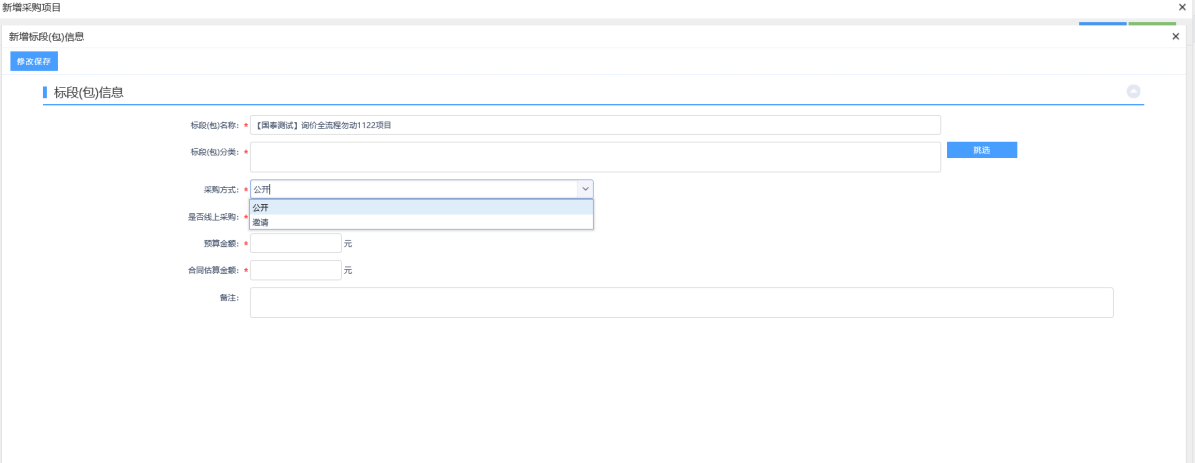 新增采购项目
新增标段(包)信息
修改保存
标段(包)信息
标段(包)名称: * 【国泰测试】询价全流程勿动1122项目
标段(包)分类: * 挑选
采购方式: * 公开
公开
是否线上采购: *
邀请
预算金额: * 元
合同估算金额: * 元
备注: